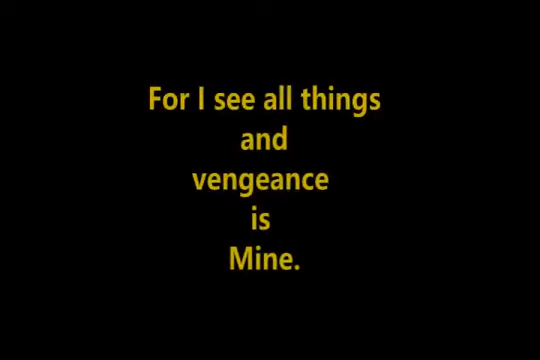 For I see all things
and
vengeance
is
Mine.